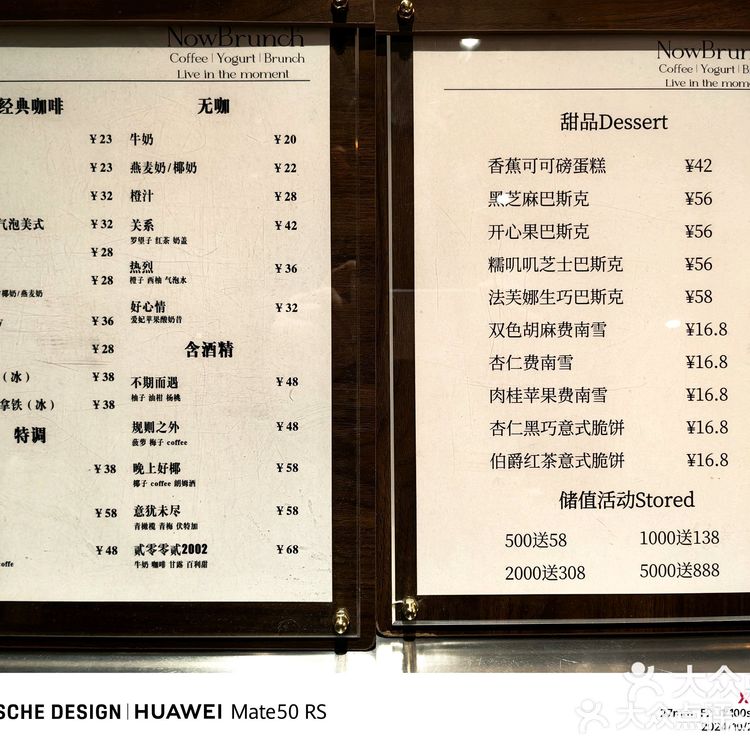 NowBrunch
Coffee | Yogurt | Brunch
Live in the moment
经典咖啡
¥23
¥23
¥32
气泡美式 ¥32
¥28
¥28
椰奶/燕麦奶
¥36
¥28
(冰) ¥38
拿铁(冰) ¥38
特调
¥38
¥58
¥48
offe
无咖
牛奶 ¥20
燕麦奶/椰奶 ¥22
橙汁 ¥28
关系 ¥42
罗望子 红茶 奶盖
热烈 ¥36
橙子 西柚 气泡水
好心情 ¥32
爱妃苹果酸奶昔
含酒精
不期而遇 ¥48
柚子 油柑 杨桃
规则之外 ¥48
菠萝 梅子 coffee
晚上好椰 ¥58
椰子 coffee 朗姆酒
意犹未尽 ¥58
青橄榄 青梅 伏特加
贰零零贰2002 ¥68
牛奶 咖啡 甘露 百利甜
NowBrun
Coffee | Yogurt | B
Live in the mom
甜品Dessert
香蕉可可磅蛋糕 ¥42
黑芝麻巴斯克 ¥56
开心果巴斯克 ¥56
糯叽叽芝士巴斯克 ¥56
法芙娜生巧巴斯克 ¥58
双色胡麻费南雪 ¥16.8
杏仁费南雪 ¥16.8
肉桂苹果费南雪 ¥16.8
杏仁黑巧意式脆饼 ¥16.8
伯爵红茶意式脆饼 ¥16.8
储值活动Stored
500送58 1000送138
2000送308 5000送888
SCHE DESIGN | HUAWEI Mate50 RS
大众
大众点评